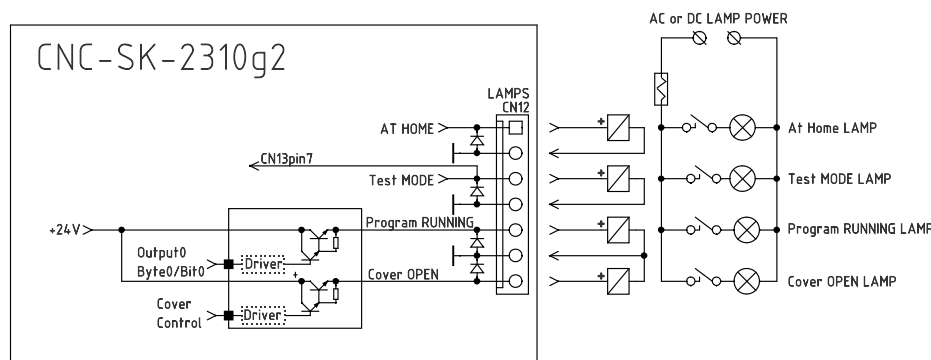 AC or DC LAMP POWER
CNC-SK-2310g2
LAMPS
CN12
AT HOME
At Home LAMP
CN13pin7
Test MODE
Test MODE LAMP
Program RUNNING
+24V
Program RUNNING LAMP
Output0
Byte0/Bit0
Driver
Cover OPEN
Cover OPEN LAMP
Cover
Control
Driver
+
+
+
+
+